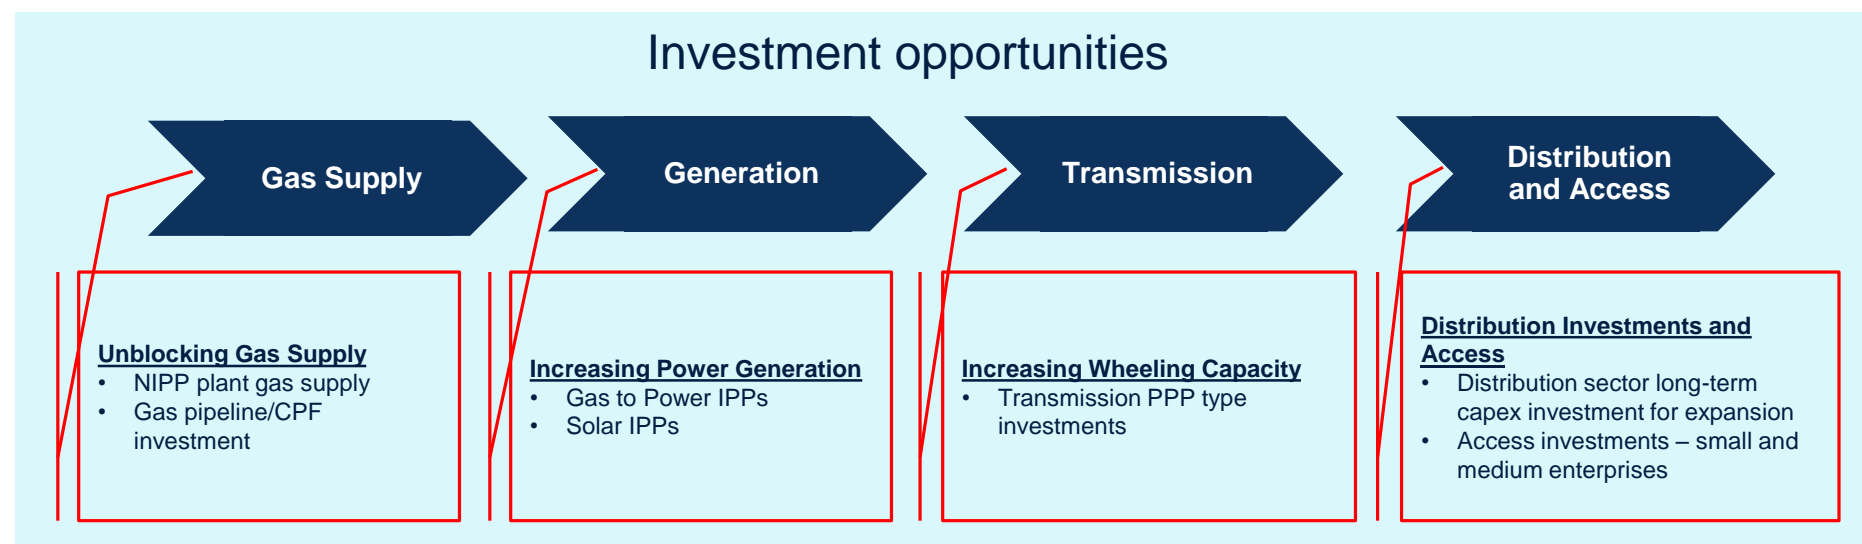 Investment opportunities
Gas Supply
Generation
Transmission
Distribution
and Access
Unblocking Gas Supply
• NIPP plant gas supply
• Gas pipeline/CPF
investment
Increasing Power Generation
• Gas to Power IPPs
• Solar IPPs
Increasing Wheeling Capacity
• Transmission PPP type
investments
Distribution Investments and
Access
• Distribution sector long-term
capex investment for expansion
• Access investments – small and
medium enterprises